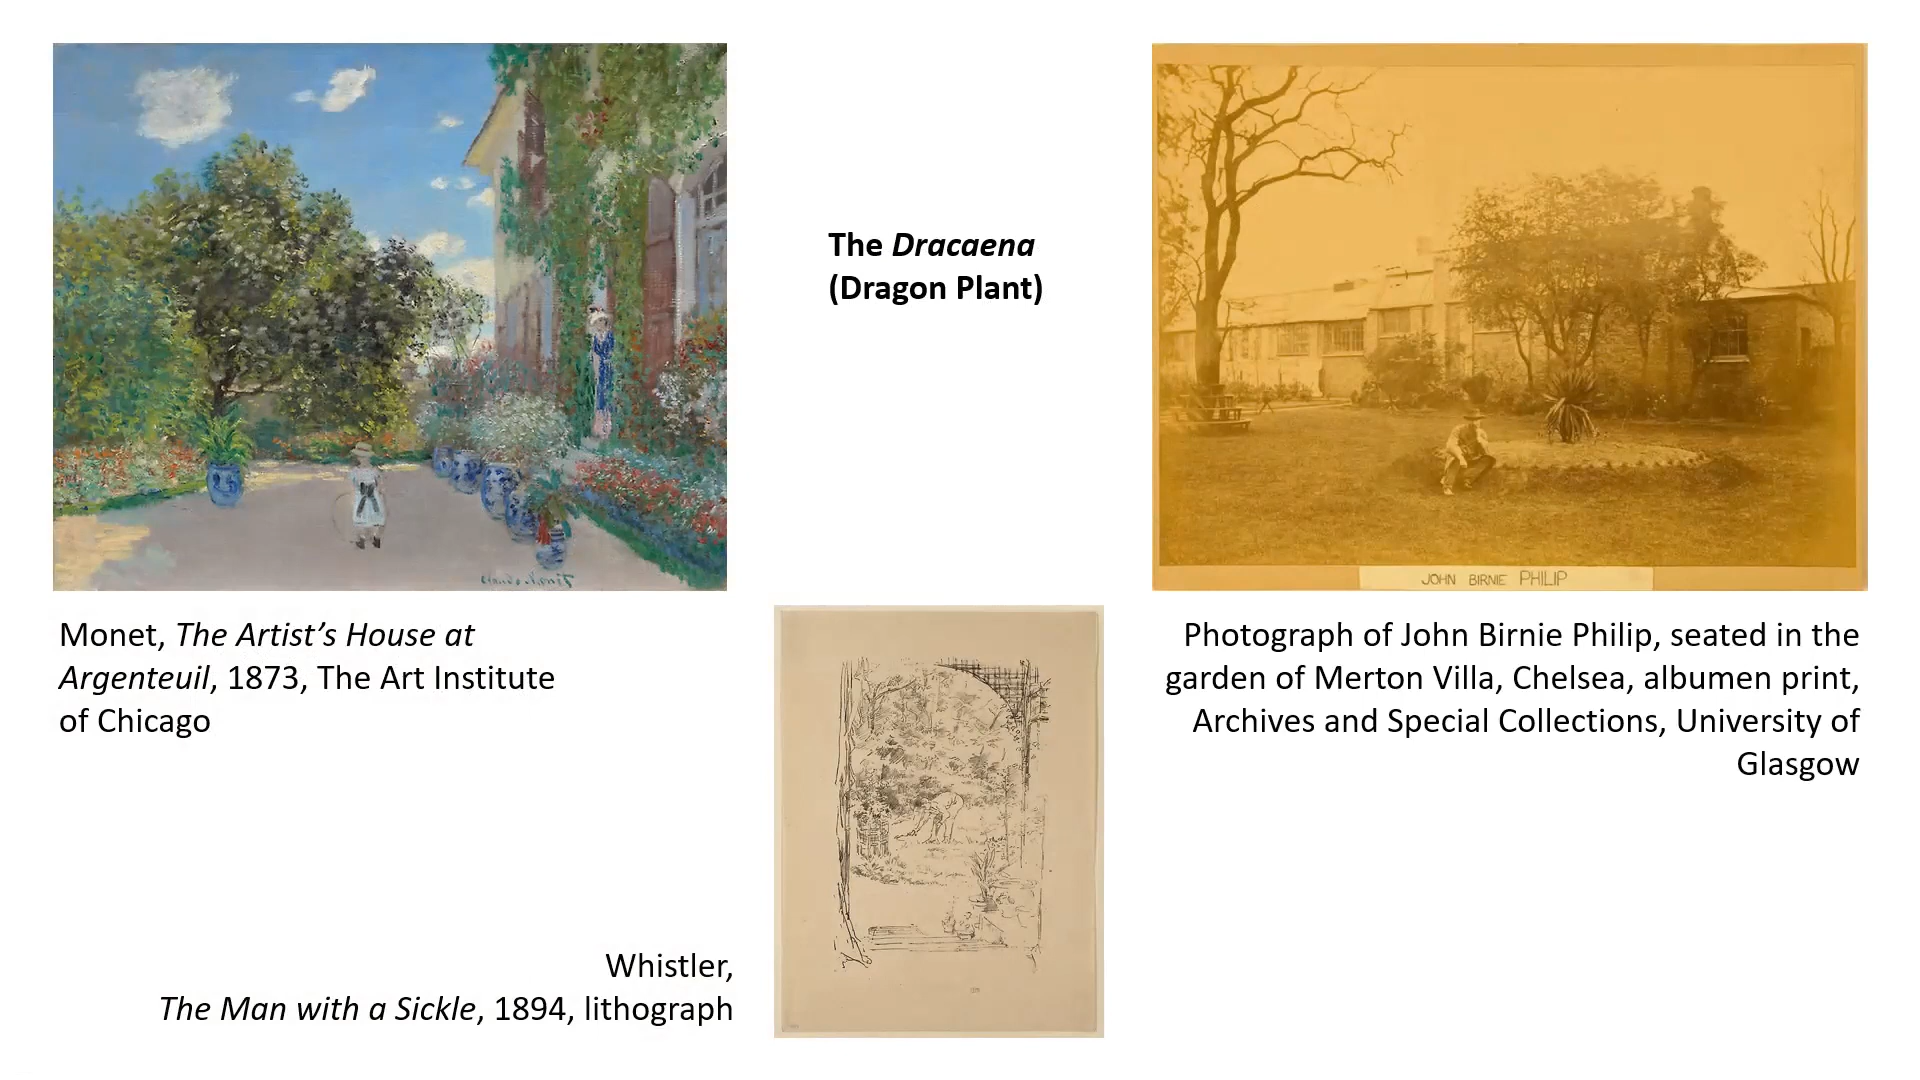 The Dracaena
(Dragon Plant)
Claude Monet
JOHN BIRNIE PHILIP
Monet, The Artist’s House at
Argenteuil, 1873, The Art Institute
of Chicago
Photograph of John Birnie Philip, seated in the
garden of Merton Villa, Chelsea, albumen print,
Archives and Special Collections, University of
Glasgow
Whistler,
The Man with a Sickle, 1894, lithograph